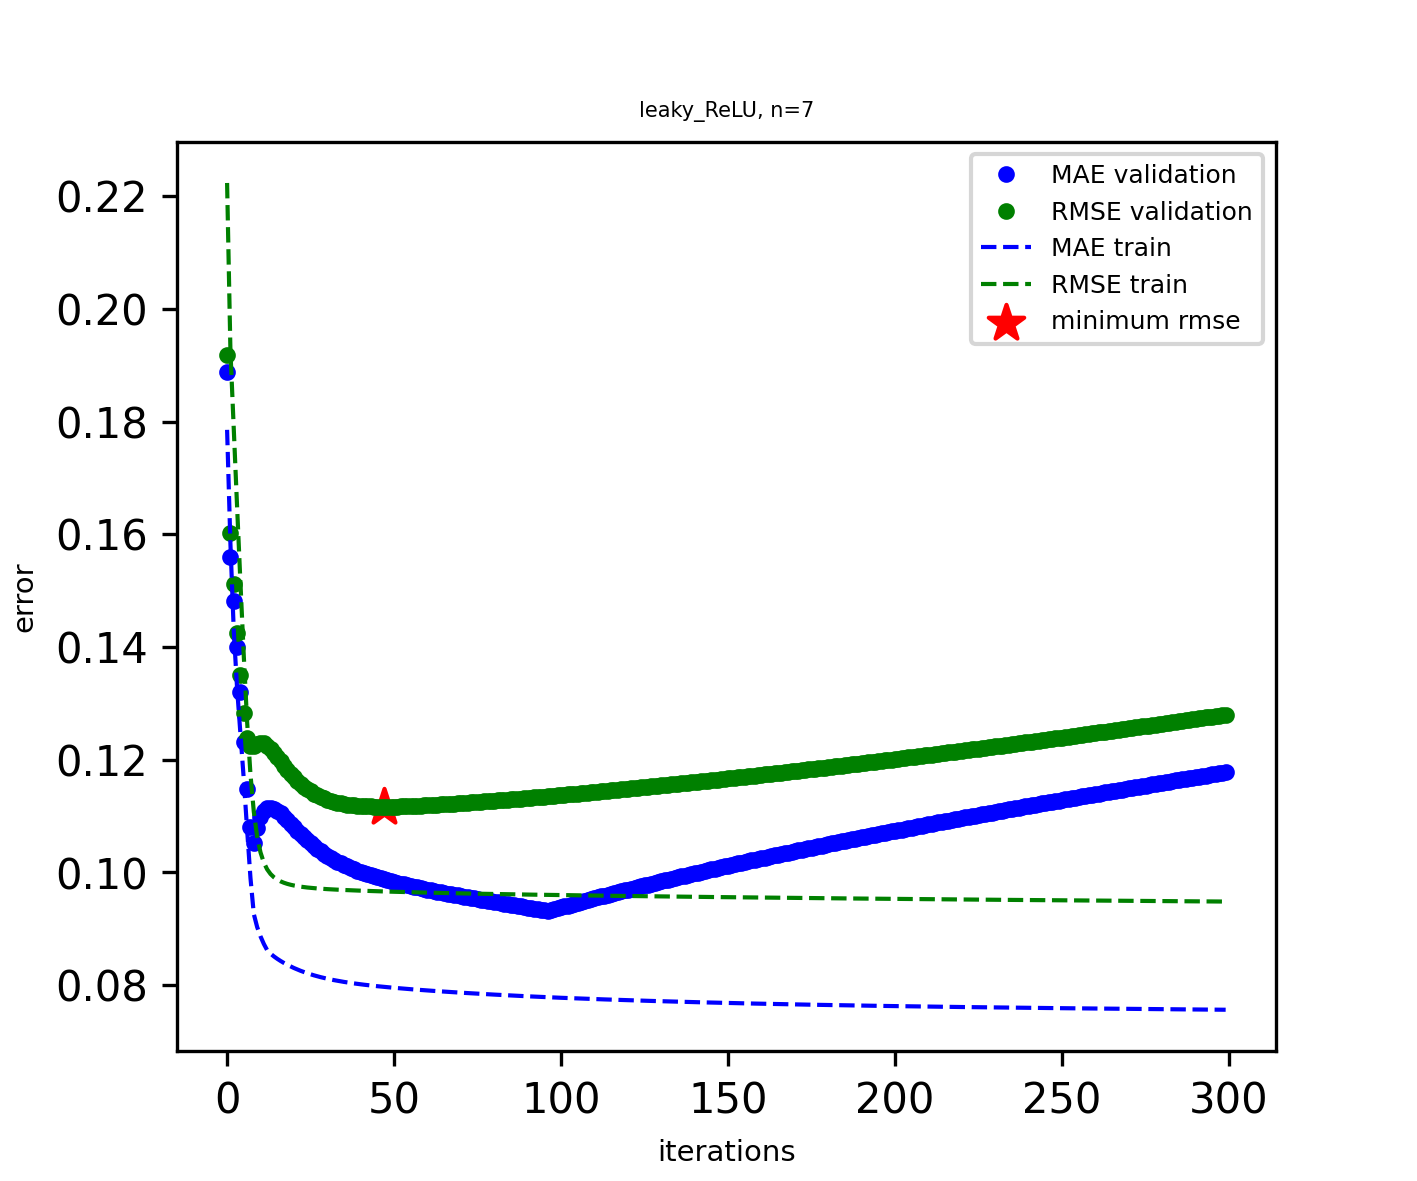 leaky_ReLU, n=7
MAE validation
RMSE validation
MAE train
RMSE train
minimum rmse
0.22
0.20
0.18
0.16
0.14
0.12
0.10
0.08
error
0 50 100 150 200 250 300
iterations